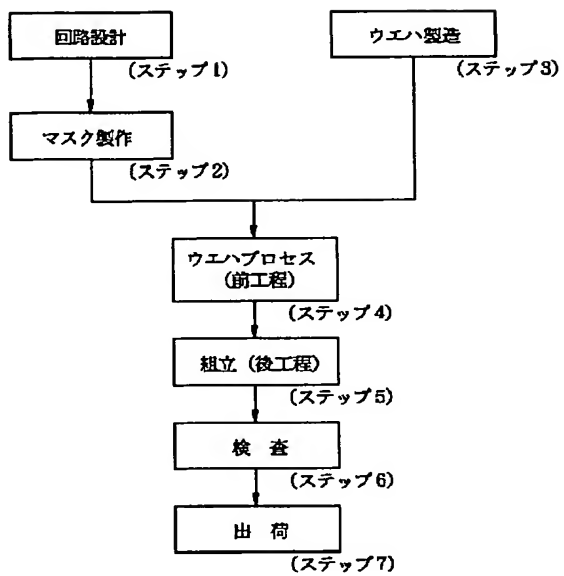 回路設計
(ステップ1)
ウエハ製造
(ステップ3)
マスク製作
(ステップ2)
ウエハプロセス
(前工程)
(ステップ4)
組立 (後工程)
(ステップ5)
検 査
(ステップ6)
出 荷
(ステップ7)